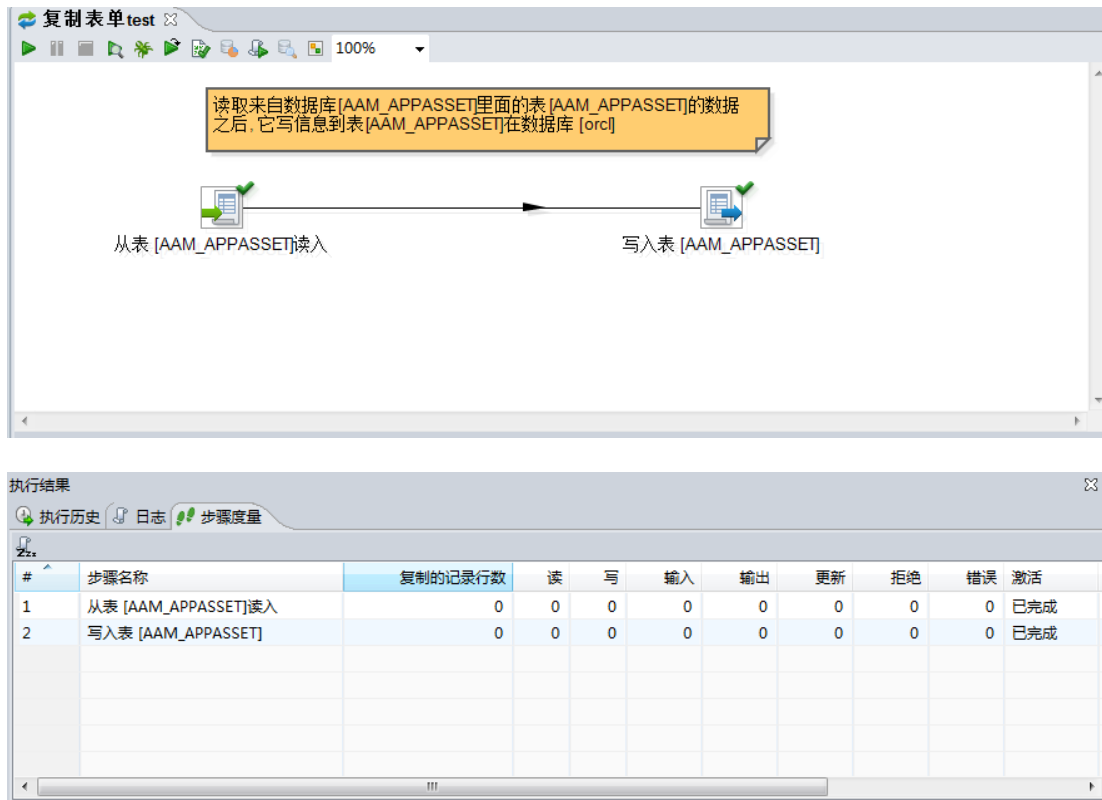 复制表单test
100%
读取来自数据库[AAM_APPASSET]里面的表[AAM_APPASSET]的数据
之后, 它写信息到表[AAM_APPASSET]在数据库 [orcl]
从表 [AAM_APPASSET]读入
写入表 [AAM_APPASSET]
执行结果
执行历史 日志 步骤度量
# 步骤名称 复制的记录行数 读 写 输入 输出 更新 拒绝 错误 激活
1 从表 [AAM_APPASSET]读入 0 0 0 0 0 0 0 0 已完成
2 写入表 [AAM_APPASSET] 0 0 0 0 0 0 0 0 已完成